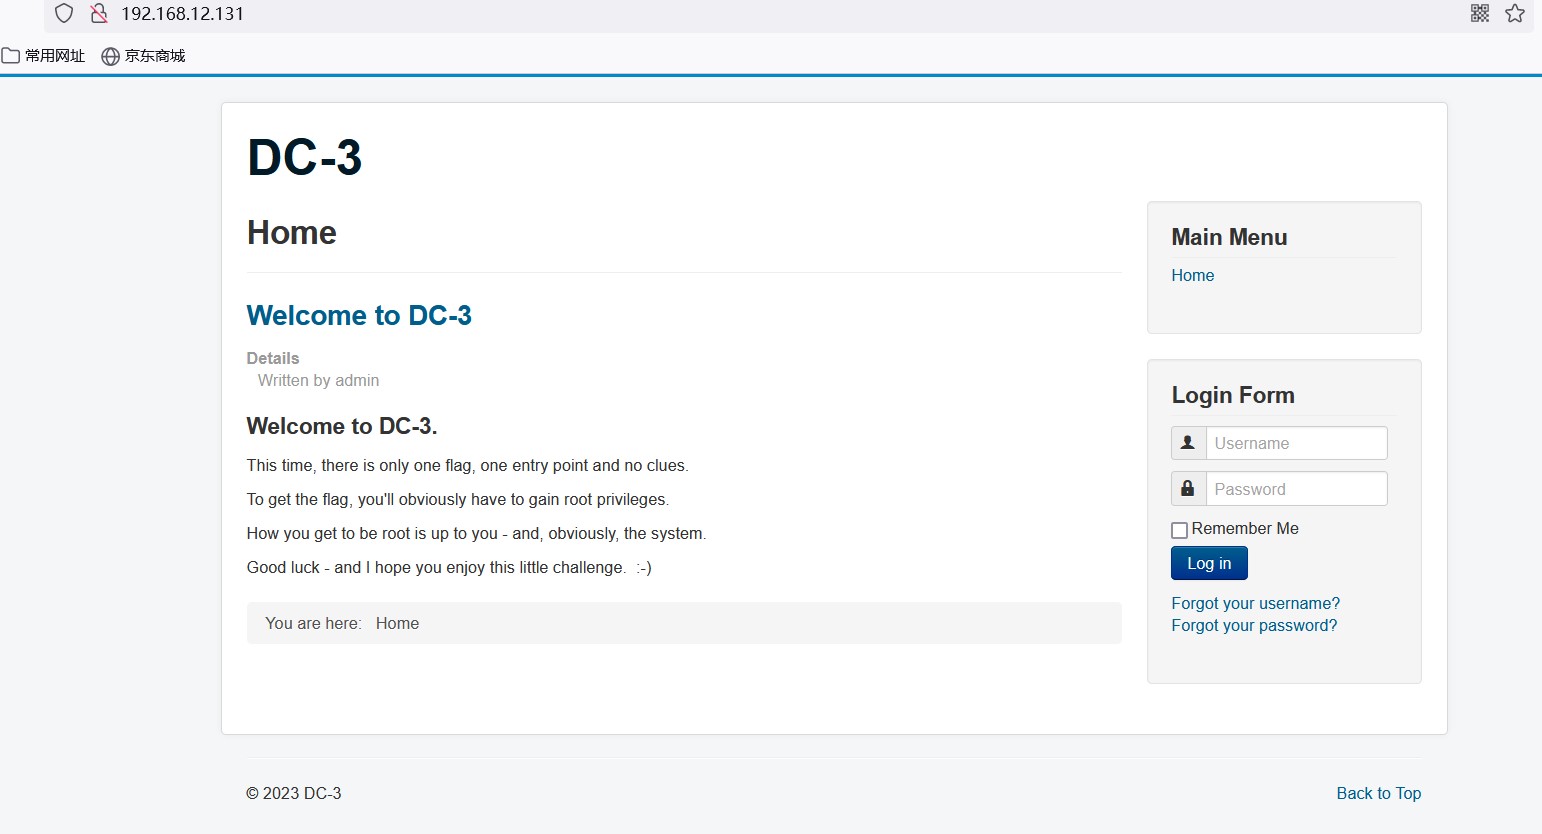 192.168.12.131
常用网址 京东商城
DC-3
Home
Welcome to DC-3
Details
Written by admin
Welcome to DC-3.
This time, there is only one flag, one entry point and no clues.
To get the flag, you'll obviously have to gain root privileges.
How you get to be root is up to you - and, obviously, the system.
Good luck - and I hope you enjoy this little challenge.  :-)
You are here: Home
Main Menu
Home
Login Form
Username
Password
Remember Me
Log in
Forgot your username?
Forgot your password?
© 2023 DC-3
Back to Top